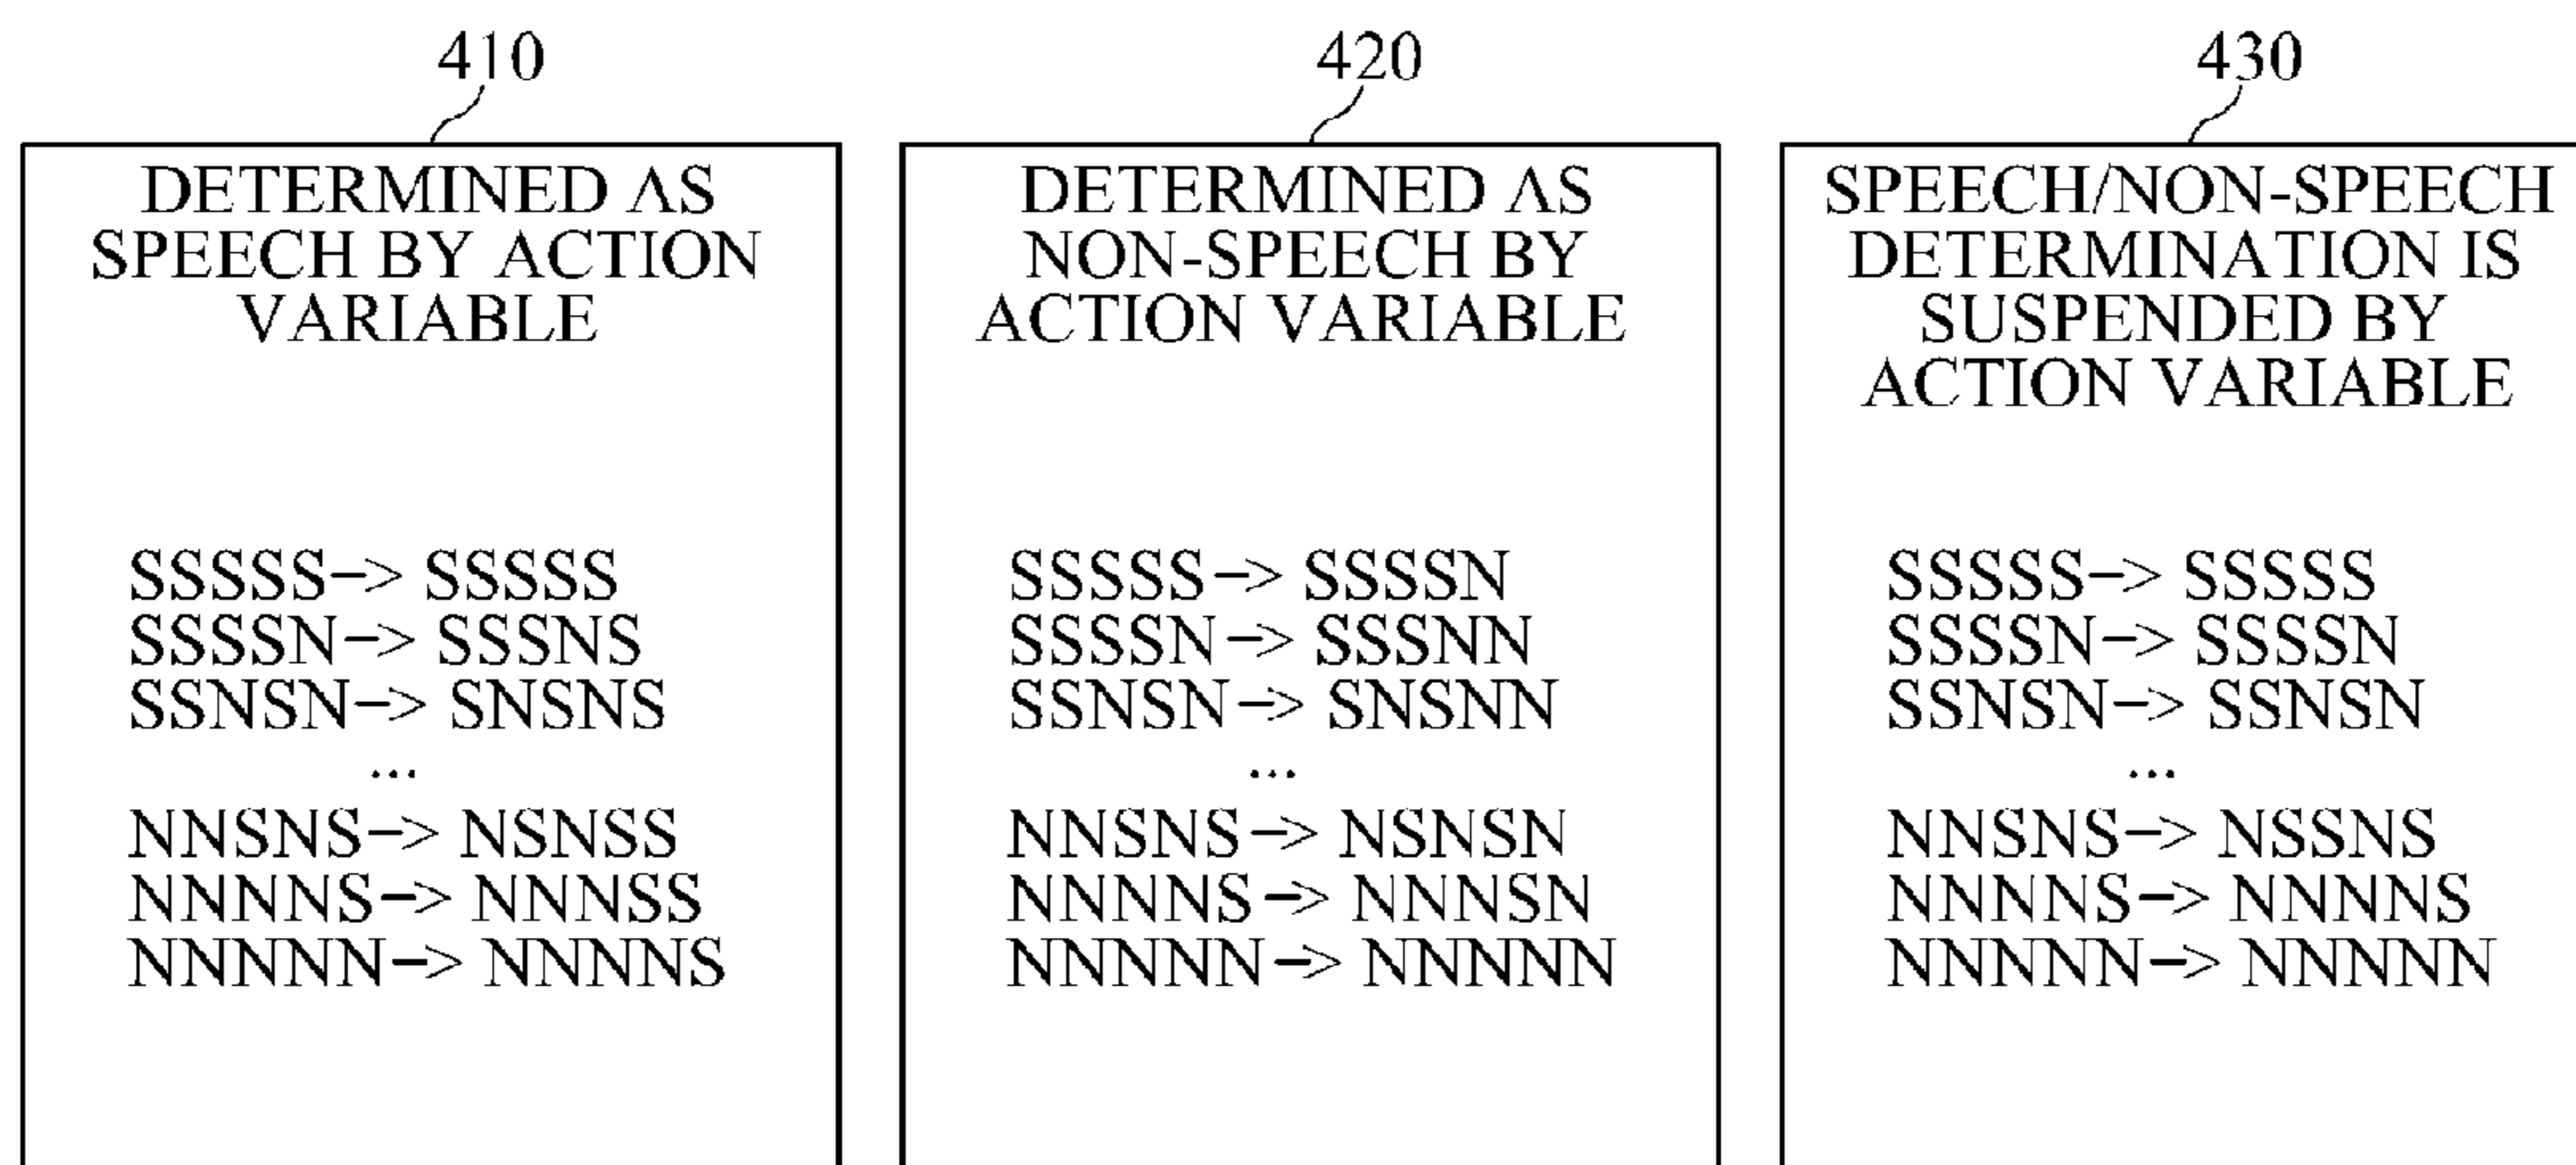 410
DETERMINED AS
SPEECH BY ACTION
VARIABLE
SSSSS–> SSSSS
SSSSN–> SSSNS
SSNSN–> SNSNS
...
NNSNS–> NSNSS
NNNNS–> NNNSS
NNNNN–> NNNNS
420
DETERMINED AS
NON-SPEECH BY
ACTION VARIABLE
SSSSS–> SSSSN
SSSSN–> SSSNN
SSNSN–> SNSNN
...
NNSNS–> NSNSN
NNNNS–> NNNSN
NNNNN–> NNNNN
430
SPEECH/NON-SPEECH
DETERMINATION IS
SUSPENDED BY
ACTION VARIABLE
SSSSS–> SSSSS
SSSSN–> SSSSN
SSNSN–> SSNSN
...
NNSNS–> NSSNS
NNNNS–> NNNNS
NNNNN–> NNNNN